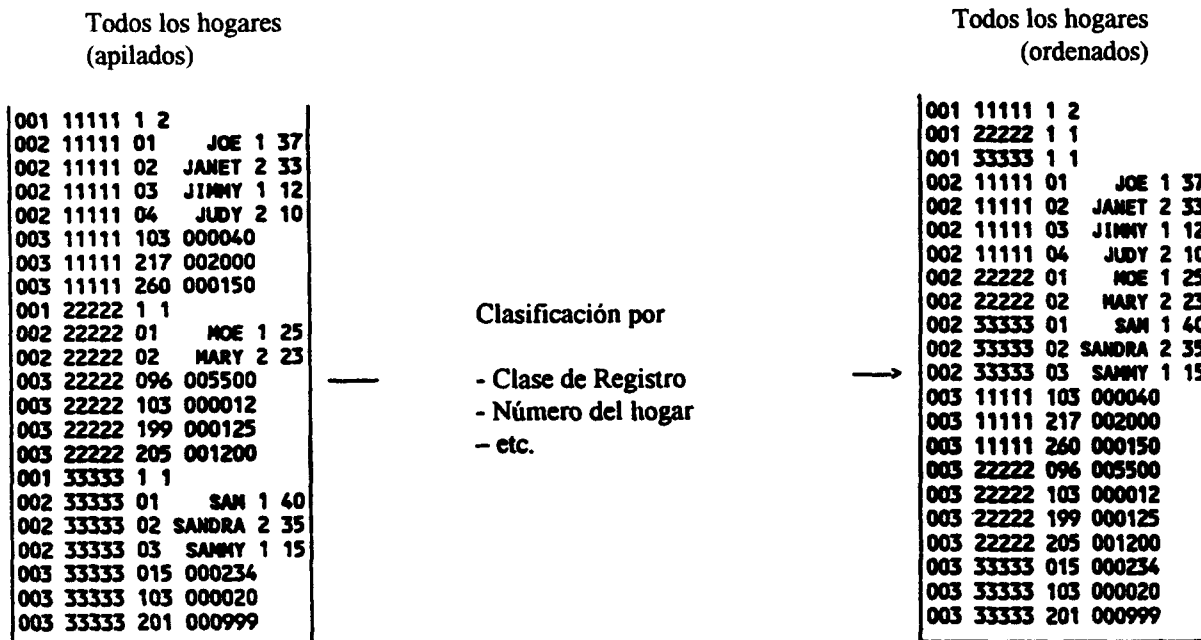 Todos los hogares
(apilados)
001 11111 1 2
002 11111 01 JOE 1 37
002 11111 02 JANET 2 33
002 11111 03 JIMMY 1 12
002 11111 04 JUDY 2 10
003 11111 103 000040
003 11111 217 002000
003 11111 260 000150
001 22222 1 1
002 22222 01 MOE 1 25
002 22222 02 MARY 2 23
003 22222 096 005500
003 22222 103 000012
003 22222 199 000125
003 22222 205 001200
001 33333 1 1
002 33333 01 SAM 1 40
002 33333 02 SANDRA 2 35
002 33333 03 SAMMY 1 15
003 33333 015 000234
003 33333 103 000020
003 33333 201 000999
Clasificación por
- Clase de Registro
- Número del hogar
– etc.
Todos los hogares
(ordenados)
001 11111 1 2
001 22222 1 1
001 33333 1 1
002 11111 01 JOE 1 37
002 11111 02 JANET 2 33
002 11111 03 JIMMY 1 12
002 11111 04 JUDY 2 10
002 22222 01 MOE 1 25
002 22222 02 MARY 2 23
002 33333 01 SAM 1 40
002 33333 02 SANDRA 2 35
002 33333 03 SAMMY 1 15
003 11111 103 000040
003 11111 217 002000
003 11111 260 000150
003 22222 096 005500
003 22222 103 000012
003 22222 199 000125
003 22222 205 001200
003 33333 015 000234
003 33333 103 000020
003 33333 201 000999